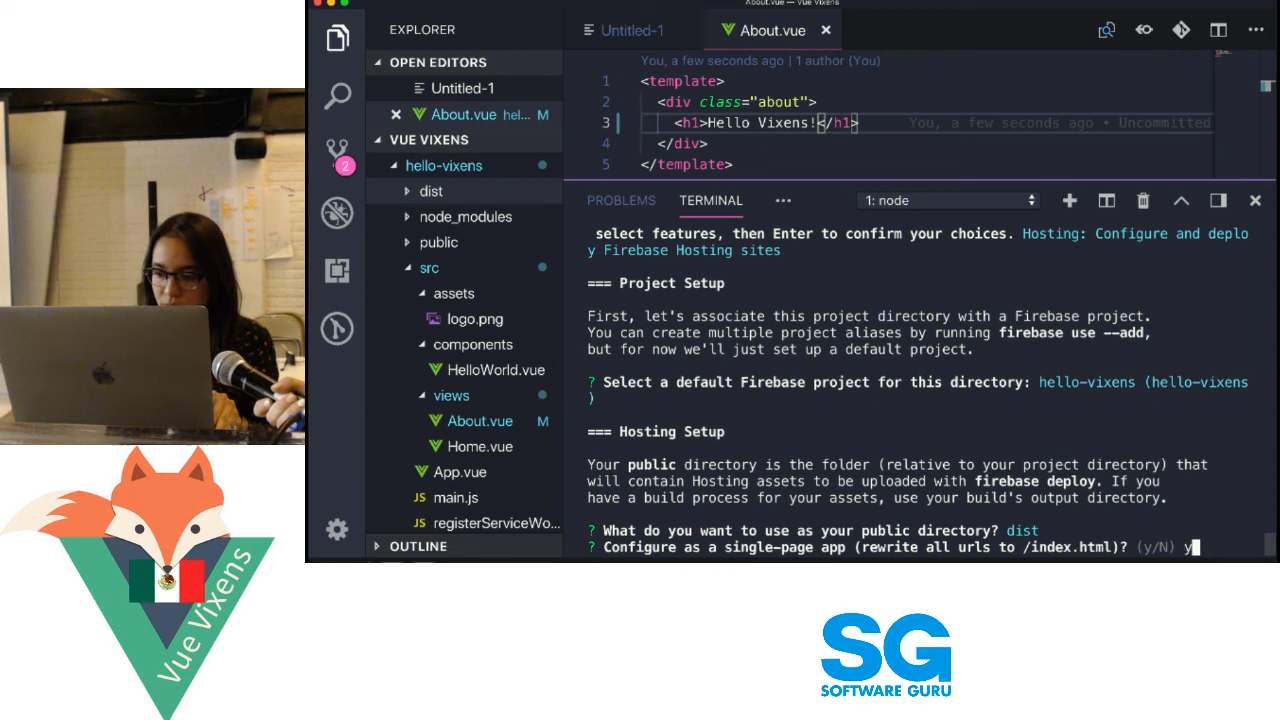 About.vue — Vue Vixens
EXPLORER
Untitled-1
About.vue
OPEN EDITORS
Untitled-1
About.vue hel... M
VUE VIXENS
2
hello-vixens
dist
node_modules
public
src
assets
logo.png
components
HelloWorld.vue
views
About.vue M
Home.vue
App.vue
JS main.js
JS registerServiceWo...
OUTLINE
You, a few seconds ago | 1 author (You)
1 <template>
2 <div class="about">
3 <h1>Hello Vixens!</h1> You, a few seconds ago • Uncommitted
4 </div>
5 </template>
PROBLEMS TERMINAL ... 1: node
select features, then Enter to confirm your choices. Hosting: Configure and deplo
y Firebase Hosting sites
=== Project Setup
First, let's associate this project directory with a Firebase project.
You can create multiple project aliases by running firebase use --add,
but for now we'll just set up a default project.
? Select a default Firebase project for this directory: hello-vixens (hello-vixens
)
=== Hosting Setup
Your public directory is the folder (relative to your project directory) that
will contain Hosting assets to be uploaded with firebase deploy. If you
have a build process for your assets, use your build's output directory.
? What do you want to use as your public directory? dist
? Configure as a single-page app (rewrite all urls to /index.html)? (y/N) y
Vue Vixens
SG
SOFTWARE GURU